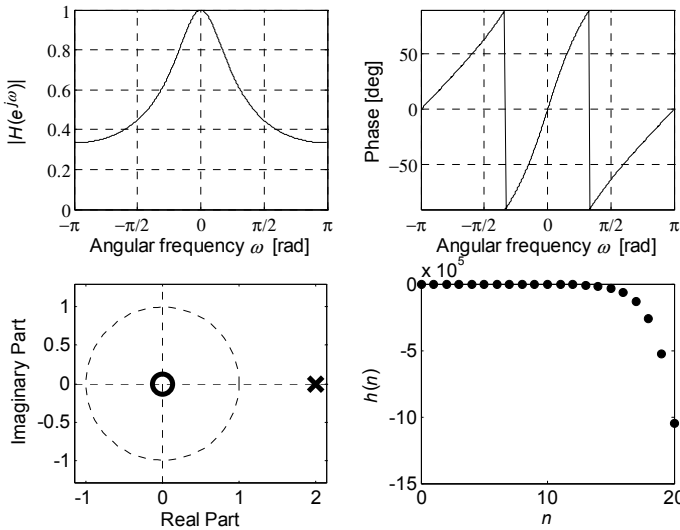 |H(e^jω)|
1
0.8
0.6
0.4
0.2
0
−π
−π/2
0
π/2
π
Angular frequency ω [rad]
Phase [deg]
50
0
−50
−π
−π/2
0
π/2
π
Angular frequency ω [rad]
Imaginary Part
1
0.5
0
-0.5
-1
-1
0
1
2
Real Part
x 10^5
h(n)
0
-5
-10
-15
0
10
20
n